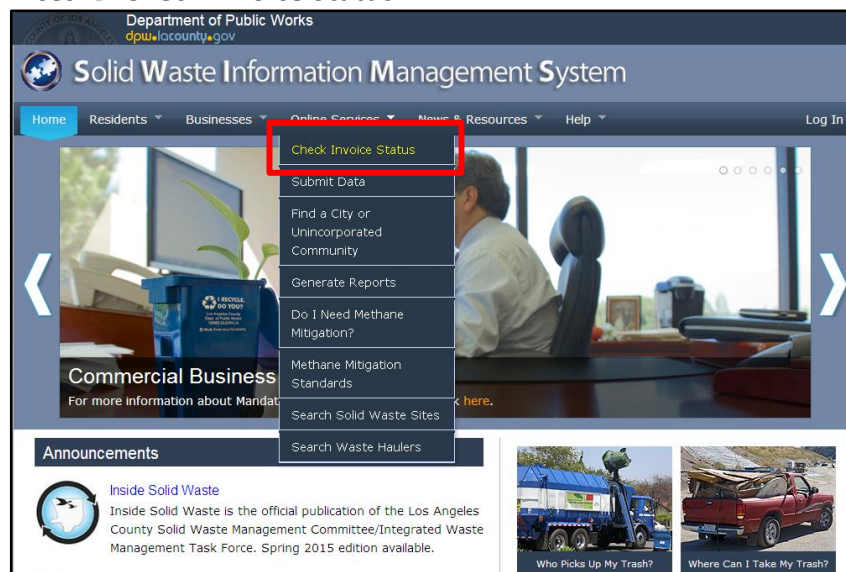 Department of Public Works
dpw.lacounty.gov
Solid Waste Information Management System
Home Residents Businesses Online Services News & Resources Help Log In
Check Invoice Status
Submit Data
Find a City or
Unincorporated
Community
Generate Reports
Do I Need Methane
Mitigation?
Methane Mitigation
Standards
Search Solid Waste Sites
Search Waste Haulers
I RECYCLE.
DO YOU?
Commercial Business
For more information about Mandat
here.
Announcements
Inside Solid Waste
Inside Solid Waste is the official publication of the Los Angeles
County Solid Waste Management Committee/Integrated Waste
Management Task Force. Spring 2015 edition available.
Who Picks Up My Trash?
Where Can I Take My Trash?